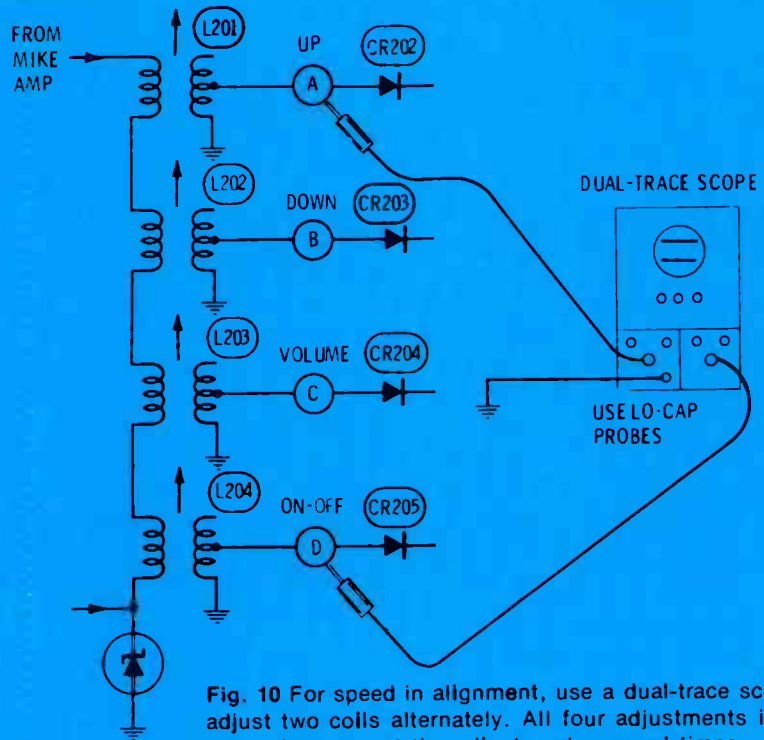 FROM
MIKE
AMP
L201
UP
CR202
A
L202
DOWN
CR203
B
DUAL-TRACE SCOPE
L203
VOLUME
CR204
C
USE LO-CAP
PROBES
L204
ON-OFF
CR205
D
Fig. 10 For speed in alignment, use a dual-trace sc
adjust two coils alternately. All four adjustments i